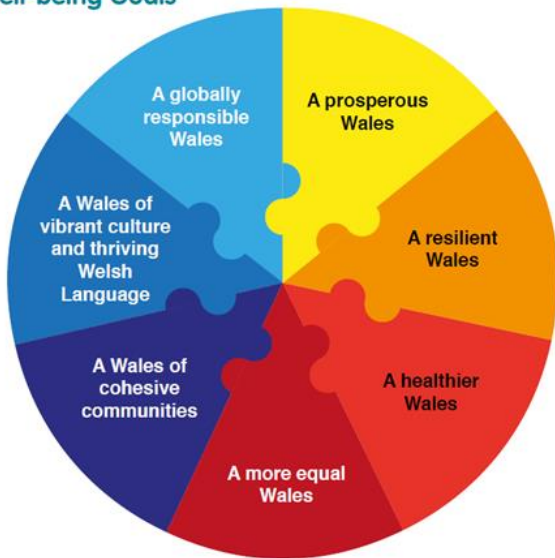 Goals
A prosperous
Wales
A resilient
Wales
A healthier
Wales
A more equal
Wales
A Wales of
cohesive
communities
A Wales of
vibrant culture
and thriving
Welsh
Language
A globally
responsible
Wales